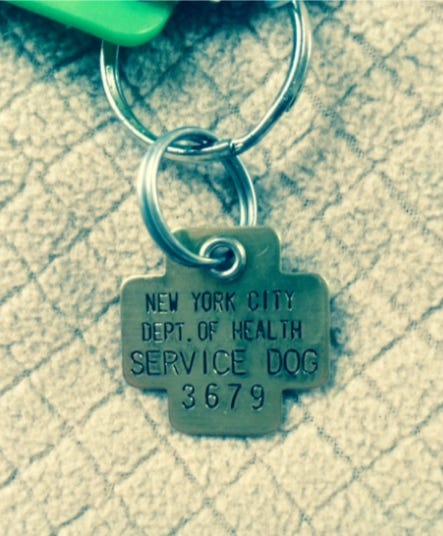 NEW YORK CITY
DEPT. OF HEALTH
SERVICE DOG
3679